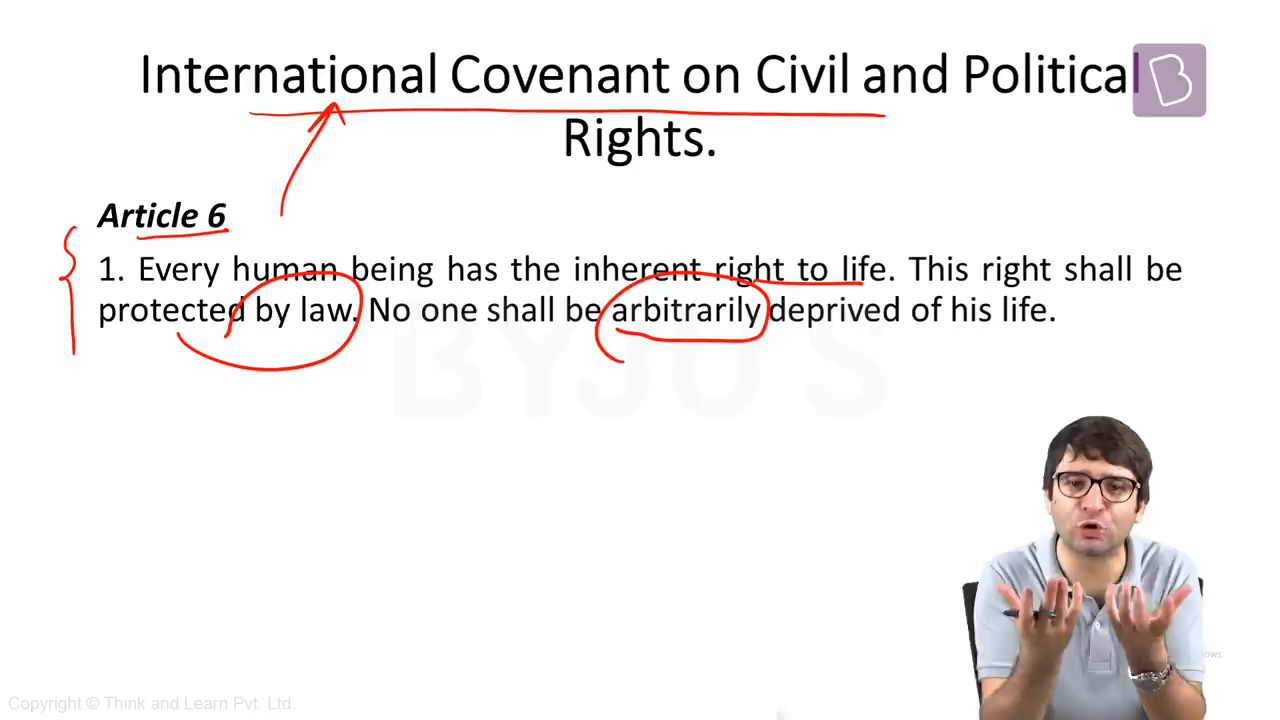 International Covenant on Civil and Political
Rights.
Article 6
1. Every human being has the inherent right to life. This right shall be
protected by law. No one shall be arbitrarily deprived of his life.
BYJU'S
Copyright © Think and Learn Pvt. Ltd.